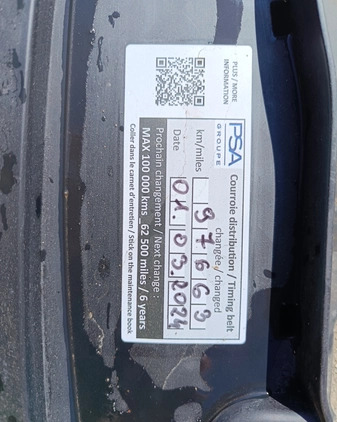 PLUS / MORE
INFORMATION
PSA
GROUPE
Courroie distribution / Timing belt
changée / changed
km/miles 97669
Date 01.03.2024
Prochain changement / Next change :
MAX 100 000 kms_62 500 miles / 6 years
Coller dans le carnet d'entretien / Stick on the maintenance book